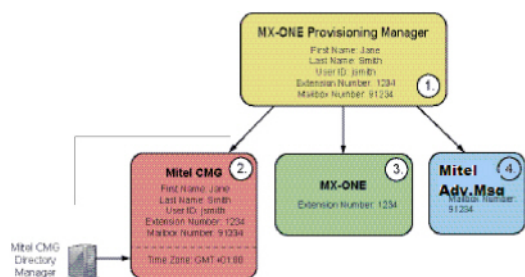 MX-ONE Provisioning Manager
First Name: Jane
Last Name: Smith
User ID: jsmith
Extension Number: 1234
Mailbox Number: 91234
1.
Mitel CMG
2.
First Name: Jane
Last Name: Smith
User ID: jsmith
Extension Number: 1234
Mailbox Number: 91234
Time Zone: GMT +01:00
MX-ONE
3.
Extension Number: 1234
Mitel
4.
Adv.Msg
Mailbox Number:
91234
Mitel CMG
Directory
Manager